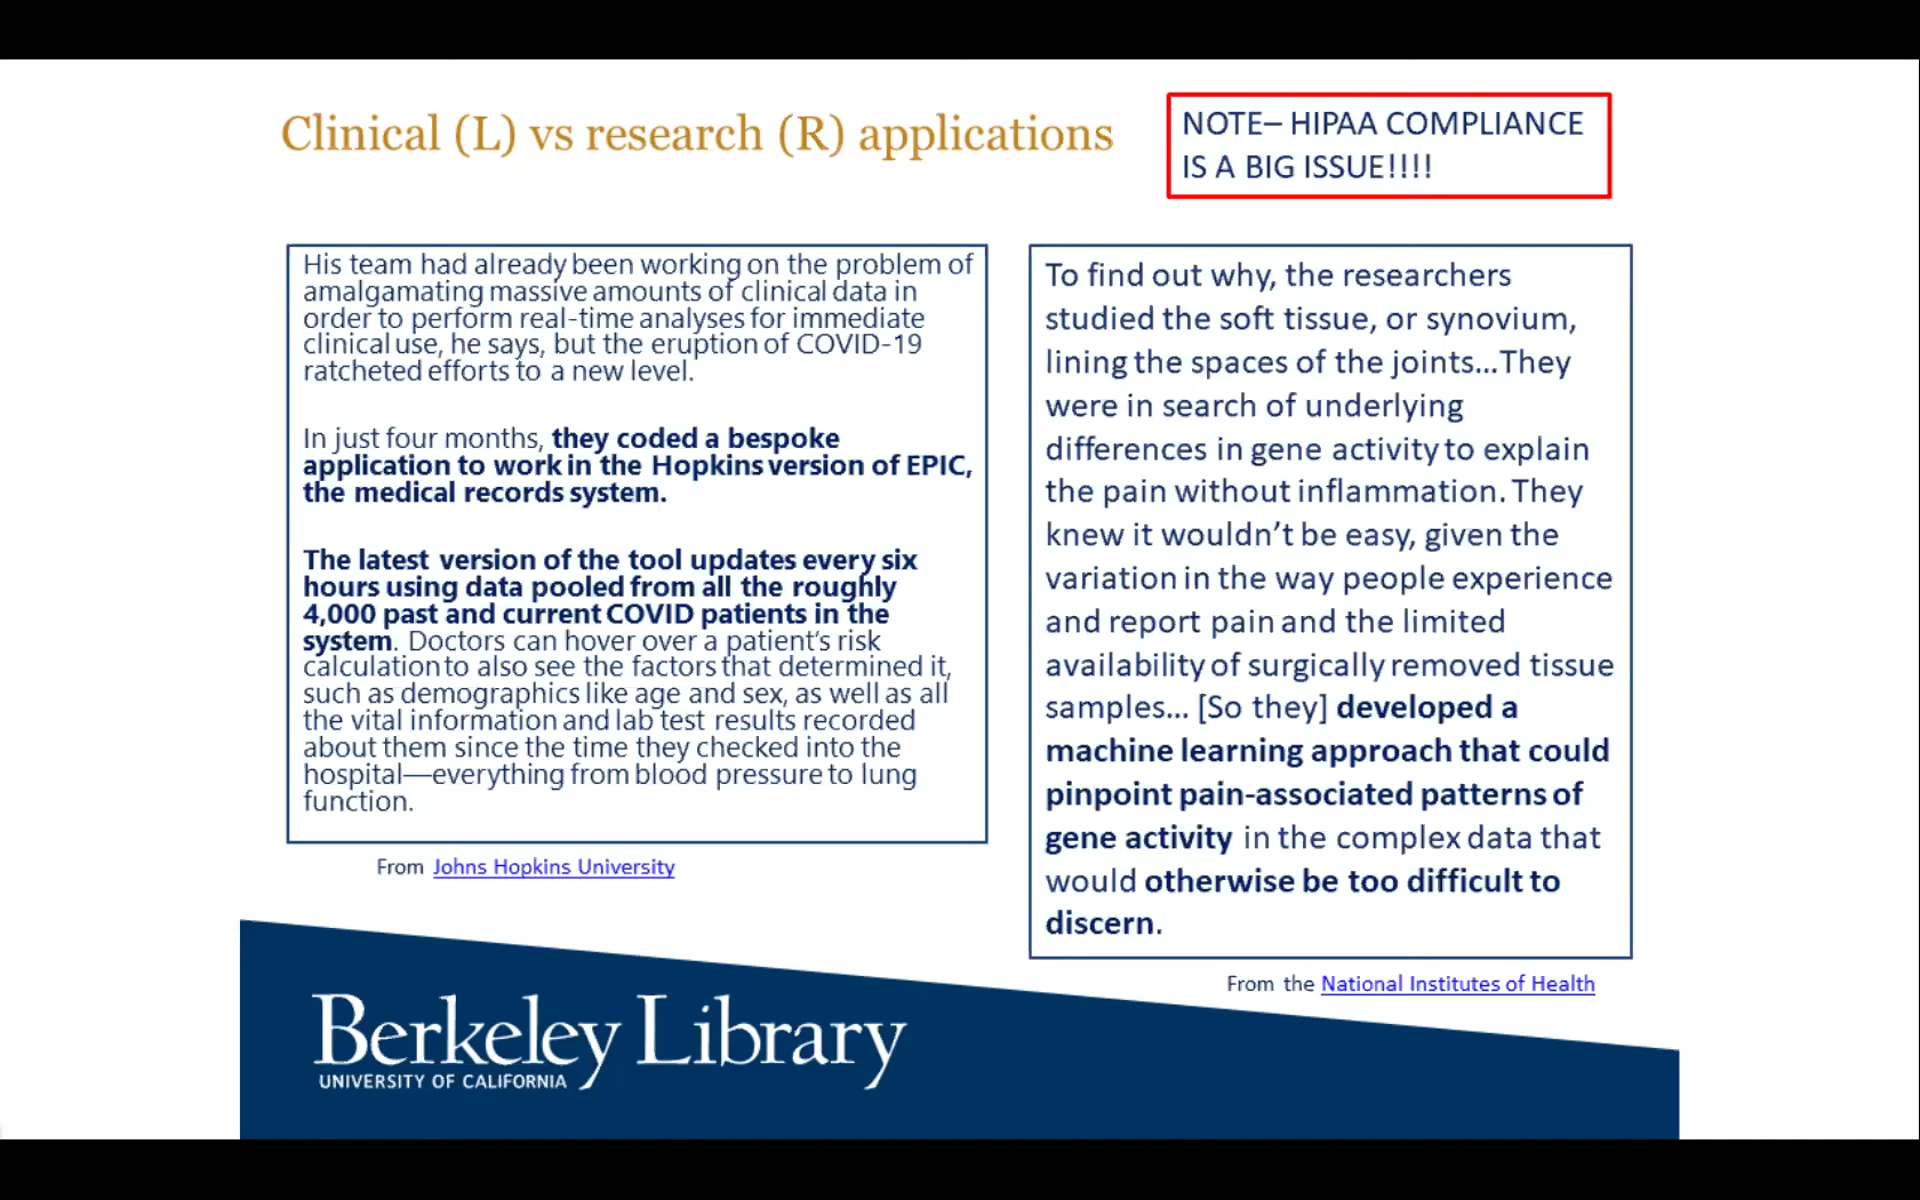 Clinical (L) vs research (R) applications
NOTE– HIPAA COMPLIANCE
IS A BIG ISSUE!!!!
His team had already been working on the problem of
amalgamating massive amounts of clinical data in
order to perform real-time analyses for immediate
clinical use, he says, but the eruption of COVID-19
ratcheted efforts to a new level.
In just four months, they coded a bespoke
application to work in the Hopkins version of EPIC,
the medical records system.
The latest version of the tool updates every six
hours using data pooled from all the roughly
4,000 past and current COVID patients in the
system. Doctors can hover over a patient's risk
calculation to also see the factors that determined it,
such as demographics like age and sex, as well as all
the vital information and lab test results recorded
about them since the time they checked into the
hospital—everything from blood pressure to lung
function.
From Johns Hopkins University
To find out why, the researchers
studied the soft tissue, or synovium,
lining the spaces of the joints...They
were in search of underlying
differences in gene activity to explain
the pain without inflammation. They
knew it wouldn't be easy, given the
variation in the way people experience
and report pain and the limited
availability of surgically removed tissue
samples... [So they] developed a
machine learning approach that could
pinpoint pain-associated patterns of
gene activity in the complex data that
would otherwise be too difficult to
discern.
From the National Institutes of Health
Berkeley Library
UNIVERSITY OF CALIFORNIA